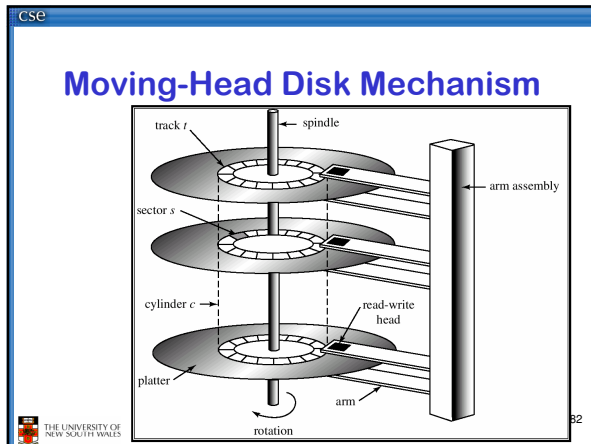 cse
Moving-Head Disk Mechanism
track t
spindle
arm assembly
sector s
cylinder c
read-write
head
platter
arm
rotation
THE UNIVERSITY OF
NEW SOUTH WALES
82